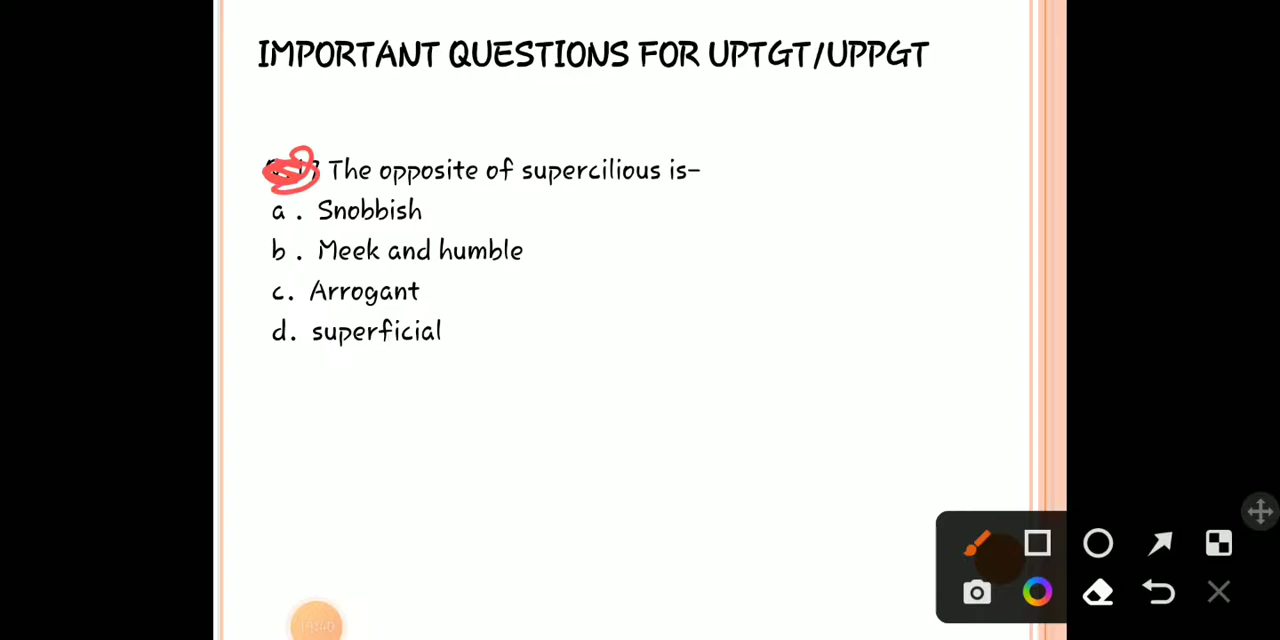 IMPORTANT QUESTIONS FOR UPTGT/UPPGT
The opposite of supercilious is-
a . Snobbish
b . Meek and humble
c. Arrogant
d. superficial